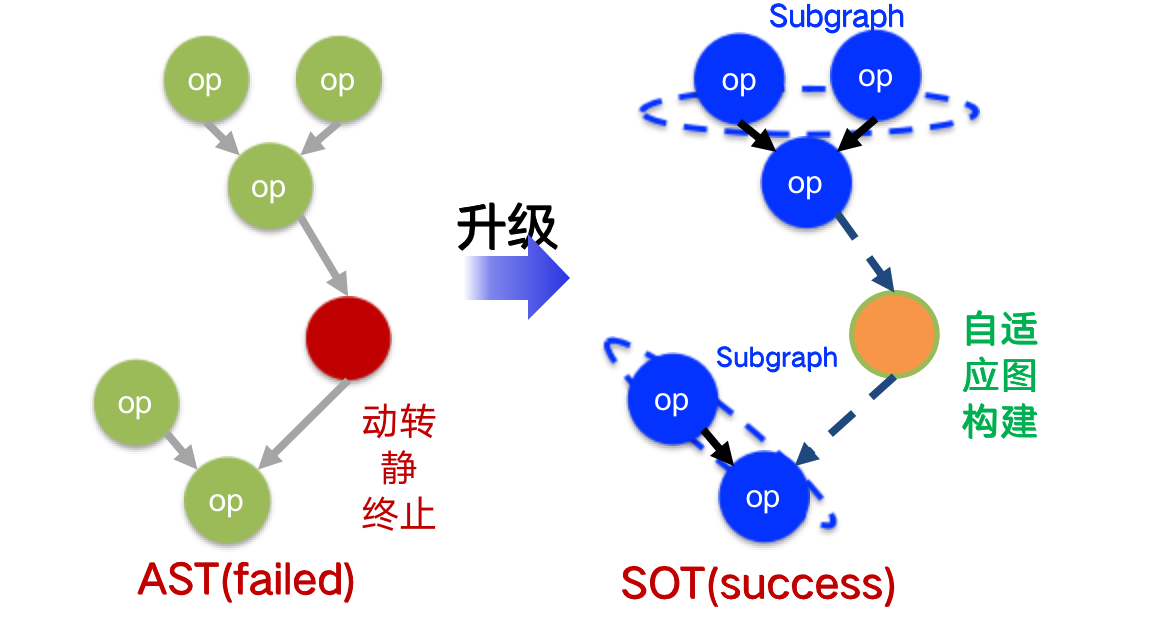 op
op
op
动转
静
终止
op
op
AST(failed)
升级
Subgraph
op
op
op
自适
应图
构建
Subgraph
op
op
SOT(success)